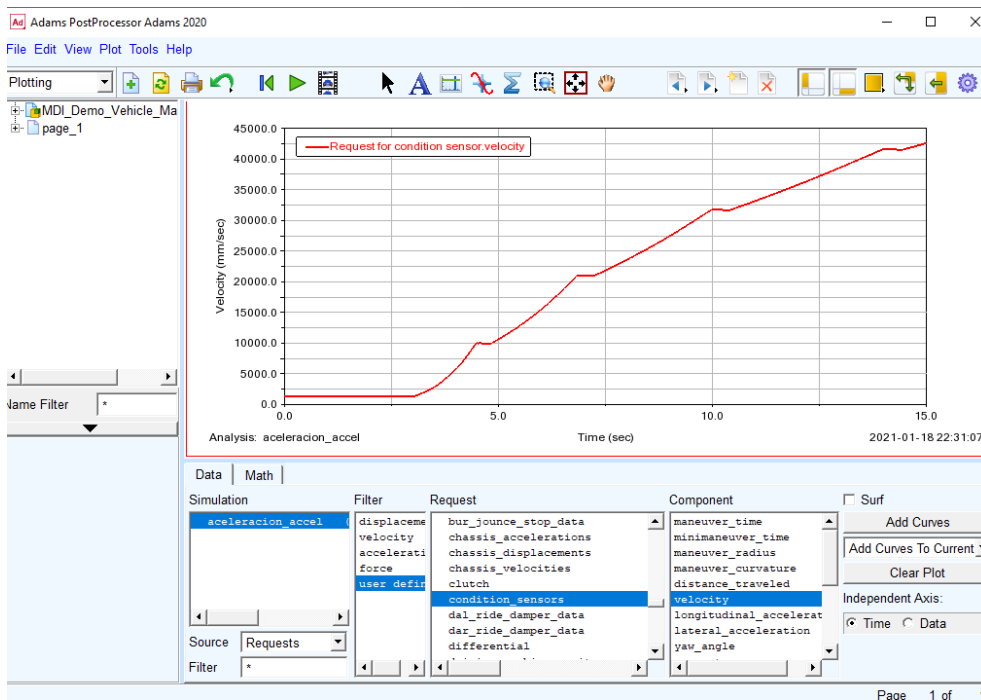 Ad Adams PostProcessor Adams 2020
File Edit View Plot Tools Help
Plotting
MDI_Demo_Vehicle_Ma
page_1
Name Filter *
45000.0
40000.0
35000.0
30000.0
25000.0
20000.0
15000.0
10000.0
5000.0
0.0
Velocity (mm/sec)
Request for condition sensor.velocity
0.0 5.0 10.0 15.0
Analysis: aceleracion_accel Time (sec) 2021-01-18 22:31:07
Data Math
Simulation
aceleracion_accel (
Source Requests
Filter *
Filter
displaceme
velocity
accelerati
force
user defin
Request
bur_jounce_stop_data
chassis_accelerations
chassis_displacements
chassis_velocities
clutch
condition_sensors
dal_ride_damper_data
dar_ride_damper_data
differential
Component
maneuver_time
minimaneuver_time
maneuver_radius
maneuver_curvature
distance_traveled
velocity
longitudinal_accelerat
lateral_acceleration
yaw_angle
Surf
Add Curves
Add Curves To Current
Clear Plot
Independent Axis:
Time Data
Page 1 of